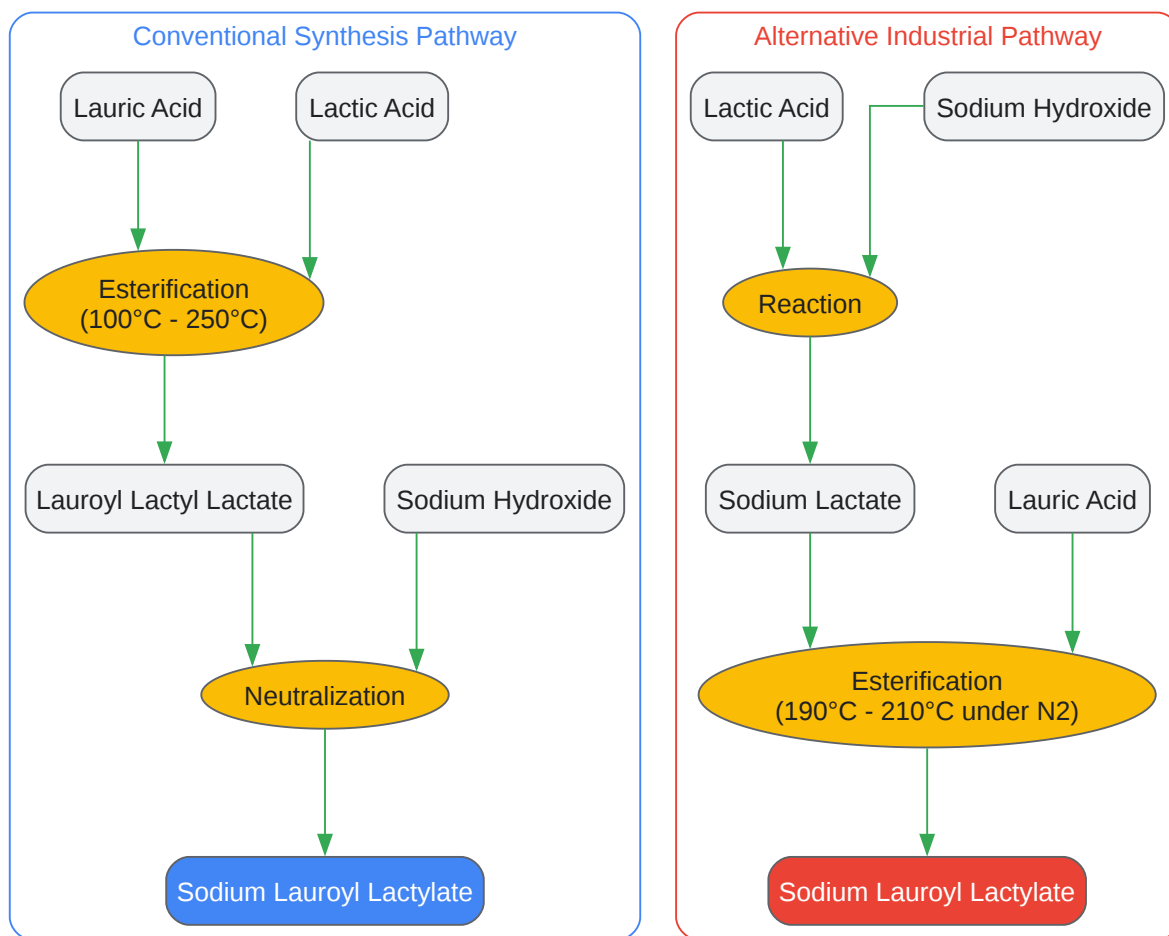 Conventional Synthesis Pathway
Lauric Acid
Lactic Acid
Esterification
(100°C - 250°C)
Lauroyl Lactyl Lactate
Sodium Hydroxide
Neutralization
Sodium Lauroyl Lactylate
Alternative Industrial Pathway
Lactic Acid
Sodium Hydroxide
Reaction
Sodium Lactate
Lauric Acid
Esterification
(190°C - 210°C under N2)
Sodium Lauroyl Lactylate